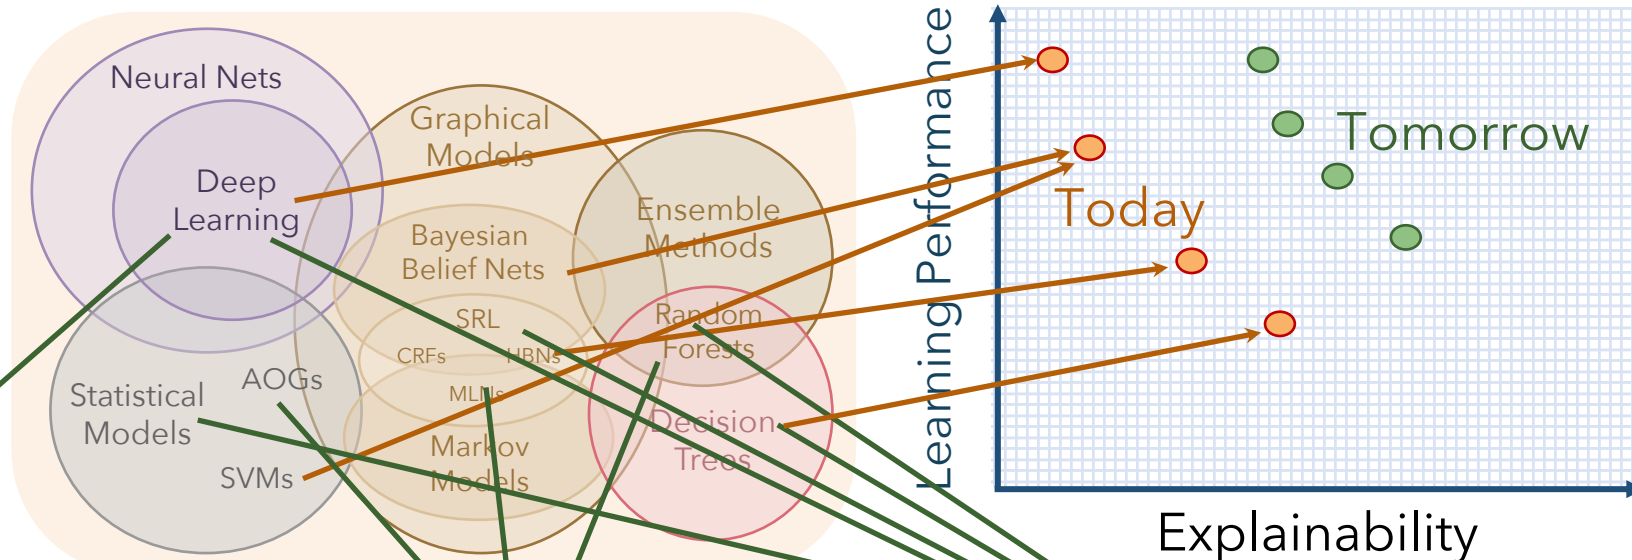 Neural Nets
Graphical
Models
Deep
Learning
Ensemble
Methods
Bayesian
Belief Nets
SRL
CRFs
HBNs
MLNs
Random
Forests
Statistical
Models
AOGs
SVMs
Markov
Models
Decision
Trees
Learning Performance
Tomorrow
Today
Explainability